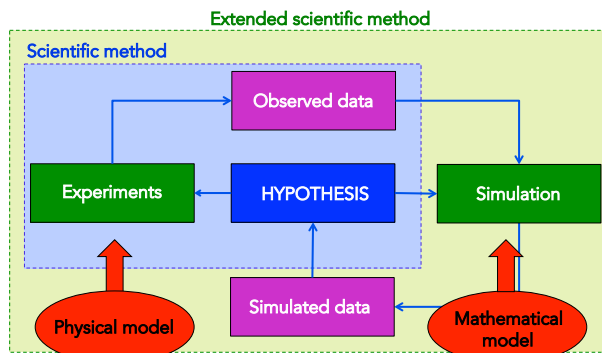 Extended scientific method
Scientific method
Observed data
Experiments
HYPOTHESIS
Simulation
Simulated data
Physical model
Mathematical
model